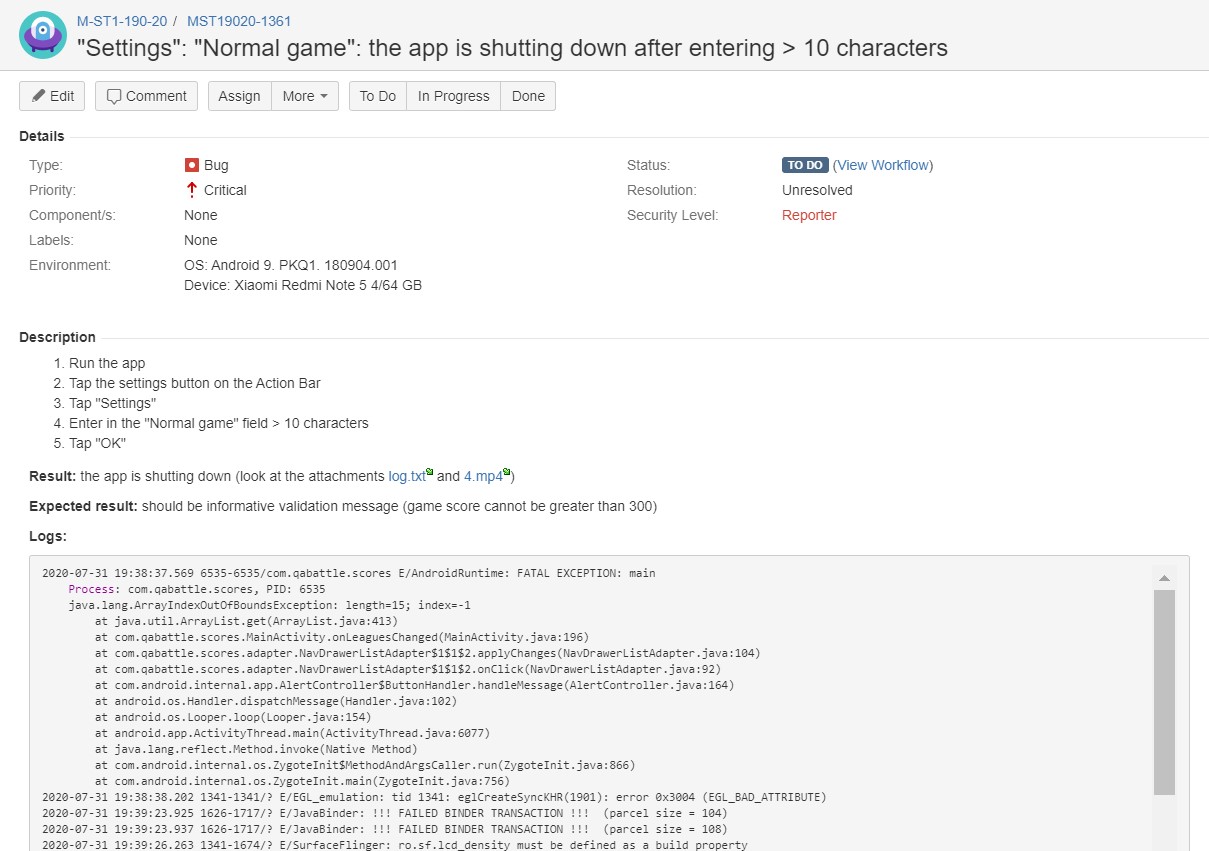 M-ST1-190-20 / MST19020-1361
"Settings": "Normal game": the app is shutting down after entering > 10 characters
Edit Comment Assign More To Do In Progress Done
Details
Type: Bug Status: TO DO (View Workflow)
Priority: Critical Resolution: Unresolved
Component/s: None Security Level: Reporter
Labels: None
Environment: OS: Android 9. PKQ1. 180904.001
Device: Xiaomi Redmi Note 5 4/64 GB
Description
1. Run the app
2. Tap the settings button on the Action Bar
3. Tap "Settings"
4. Enter in the "Normal game" field > 10 characters
5. Tap "OK"
Result: the app is shutting down (look at the attachments log.txt and 4.mp4)
Expected result: should be informative validation message (game score cannot be greater than 300)
Logs:
2020-07-31 19:38:37.569 6535-6535/com.qabattle.scores E/AndroidRuntime: FATAL EXCEPTION: main
Process: com.qabattle.scores, PID: 6535
java.lang.ArrayIndexOutOfBoundsException: length=15; index=-1
at java.util.ArrayList.get(ArrayList.java:413)
at com.qabattle.scores.MainActivity.onLeaguesChanged(MainActivity.java:196)
at com.qabattle.scores.adapter.NavDrawerListAdapter$1$1$2.applyChanges(NavDrawerListAdapter.java:104)
at com.qabattle.scores.adapter.NavDrawerListAdapter$1$1$2.onClick(NavDrawerListAdapter.java:92)
at com.android.internal.app.AlertController$ButtonHandler.handleMessage(AlertController.java:164)
at android.os.Handler.dispatchMessage(Handler.java:102)
at android.os.Looper.loop(Looper.java:154)
at android.app.ActivityThread.main(ActivityThread.java:6077)
at java.lang.reflect.Method.invoke(Native Method)
at com.android.internal.os.ZygoteInit$MethodAndArgsCaller.run(ZygoteInit.java:866)
at com.android.internal.os.ZygoteInit.main(ZygoteInit.java:756)
2020-07-31 19:38:38.202 1341-1341/? E/EGL_emulation: tid 1341: eglCreateSyncKHR(1901): error 0x3004 (EGL_BAD_ATTRIBUTE)
2020-07-31 19:39:23.925 1626-1717/? E/JavaBinder: !!! FAILED BINDER TRANSACTION !!! (parcel size = 104)
2020-07-31 19:39:23.937 1626-1717/? E/JavaBinder: !!! FAILED BINDER TRANSACTION !!! (parcel size = 108)
2020-07-31 19:39:26.263 1341-1674/? E/SurfaceFlinger: ro.sf.lcd_density must be defined as a build property